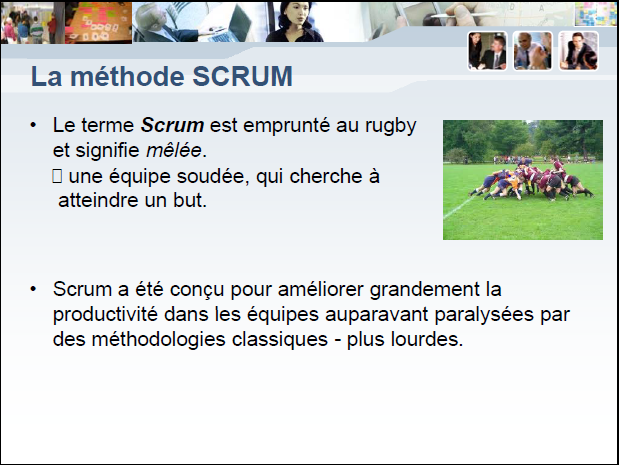 La méthode SCRUM
• Le terme Scrum est emprunté au rugby
et signifie mêlée.
▯ une équipe soudée, qui cherche à
atteindre un but.
• Scrum a été conçu pour améliorer grandement la
productivité dans les équipes auparavant paralysées par
des méthodologies classiques - plus lourdes.